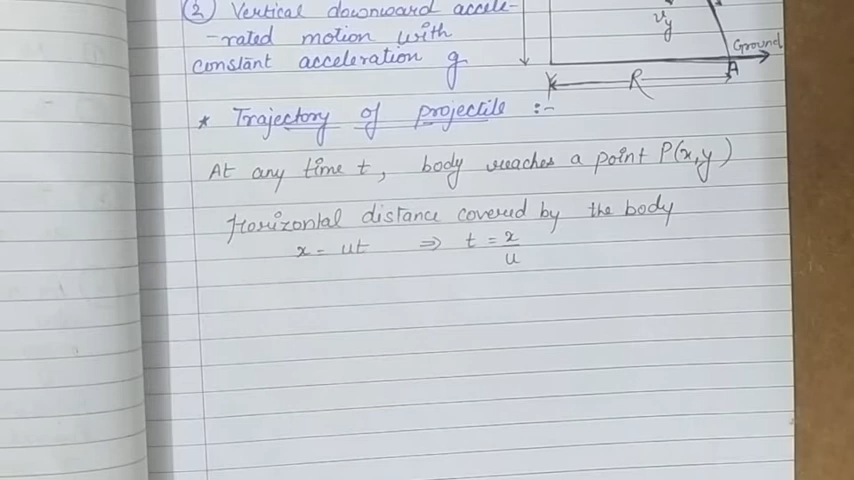 (2) Vertical downward accele-
-rated motion with
constant acceleration g
vy
Ground
A
R
* Trajectory of projectile :-
At any time t, body reaches a point P(x,y)
Horizontal distance covered by the body
x = ut ⇒ t = x/u